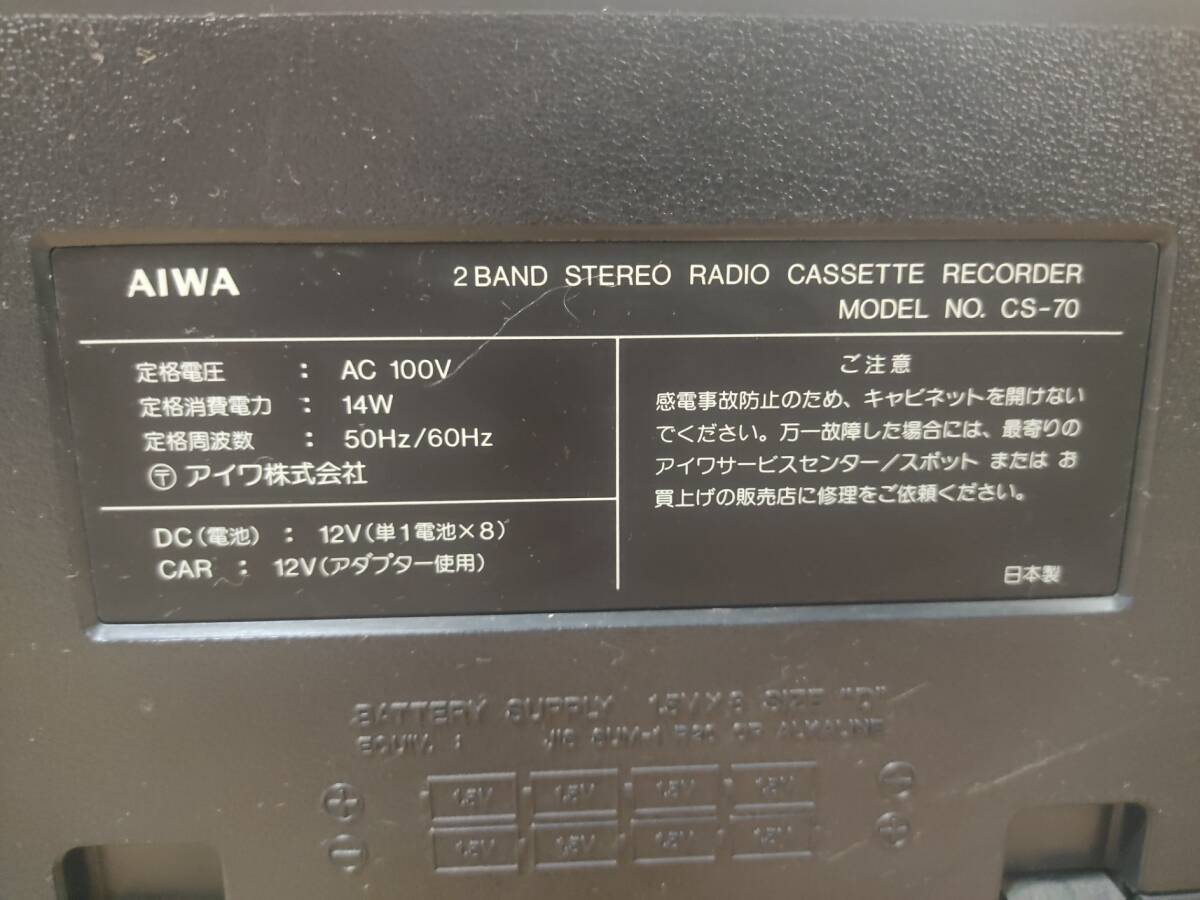 AIWA
2 BAND STEREO RADIO CASSETTE RECORDER
MODEL NO. CS-70
定格電圧 : AC 100V
定格消費電力 : 14W
定格周波数 : 50Hz/60Hz
〶 アイワ株式会社
DC(電池) : 12V(単1電池×8)
CAR : 12V(アダプター使用)
ご注意
感電事故防止のため、キャビネットを開けない
でください。万一故障した場合には、最寄りの
アイワサービスセンター/スポット または お
買上げの販売店に修理をご依頼ください。
日本製
BATTERY SUPPLY 1.5V×8 SIZE "D"
EQUIV. : JIS SUM-1 R20 OR ALKALINE
+ 1.5V 1.5V 1.5V 1.5V -
- 1.5V 1.5V 1.5V 1.5V +